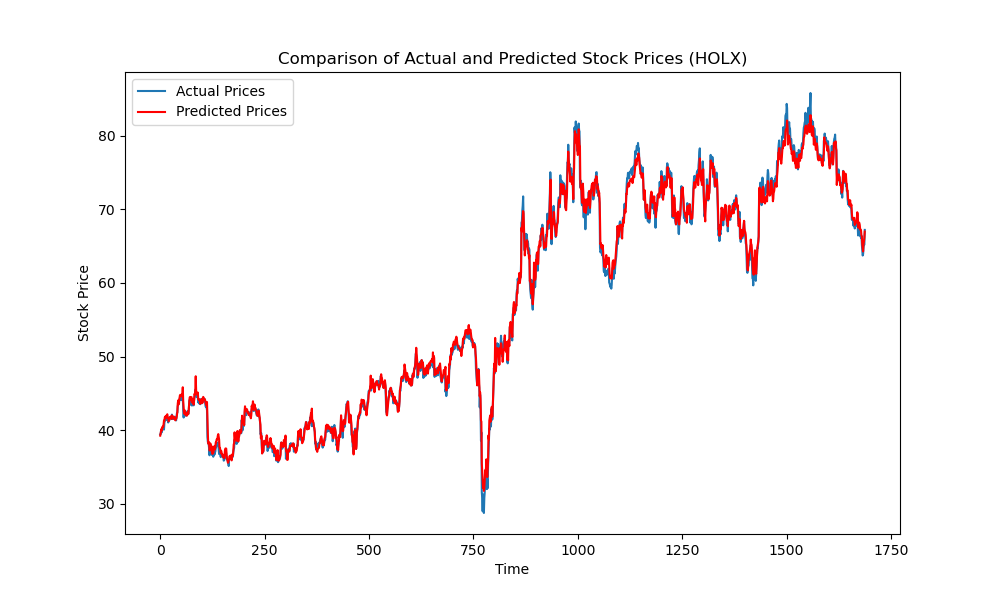 Comparison of Actual and Predicted Stock Prices (HOLX)
Actual Prices
Predicted Prices
Stock Price
80
70
60
50
40
30
0 250 500 750 1000 1250 1500 1750
Time